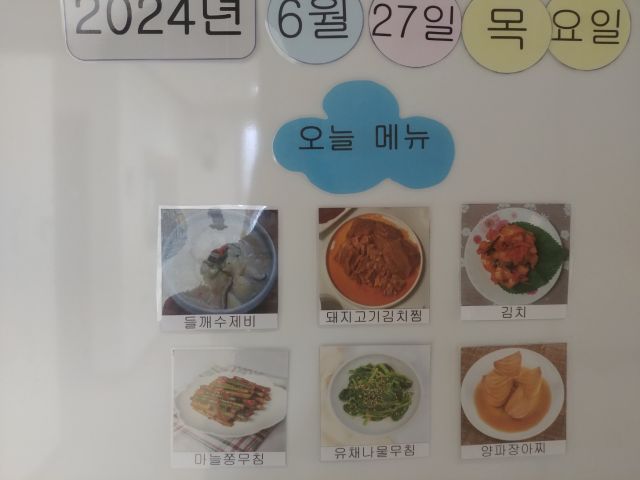 2024년 6월 27일 목 요일
오늘 메뉴
들깨수제비 돼지고기김치찜 김치
마늘쫑무침 유채나물무침 양파장아찌